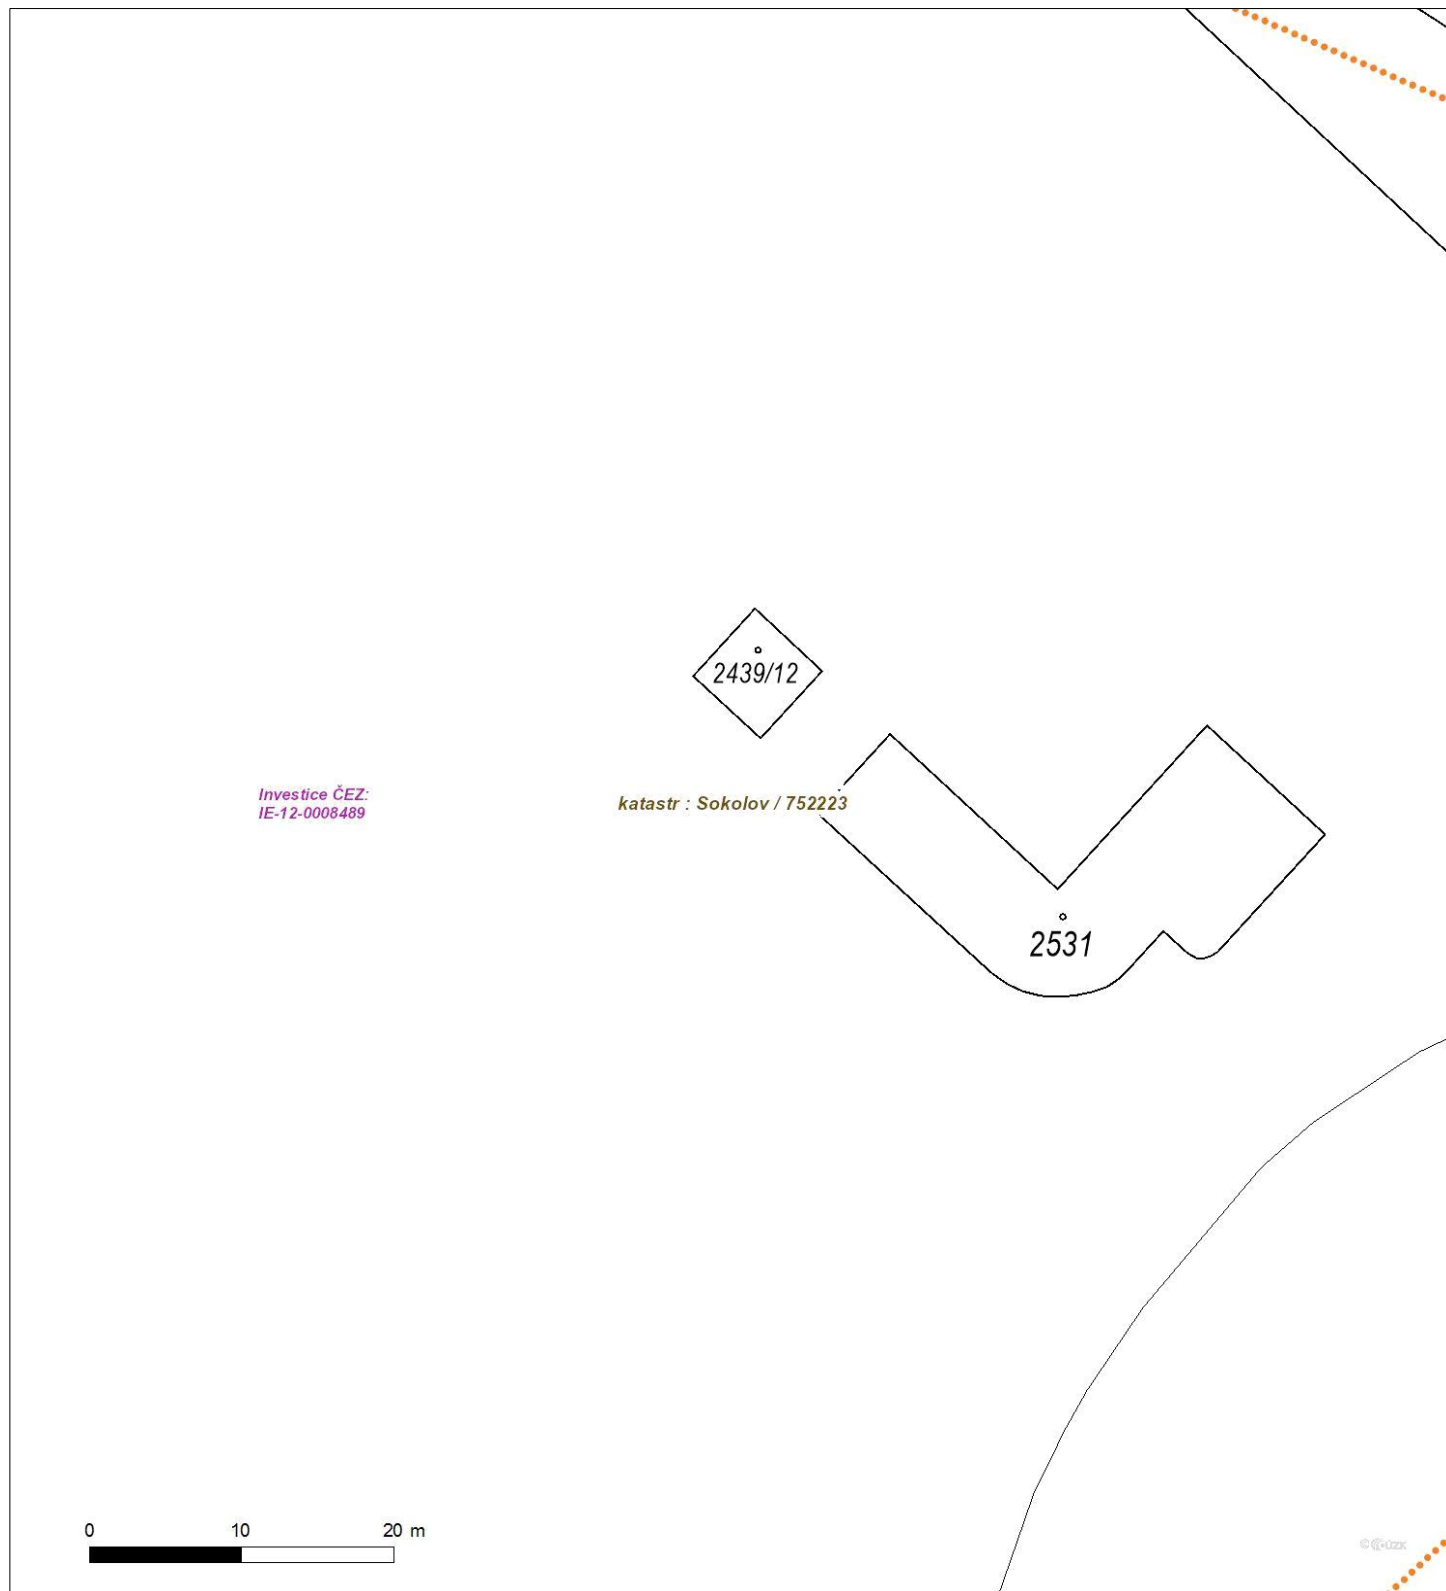 2439/12
Investice ČEZ:
IE-12-0008489
katastr : Sokolov / 752223
2531
0 10 20 m